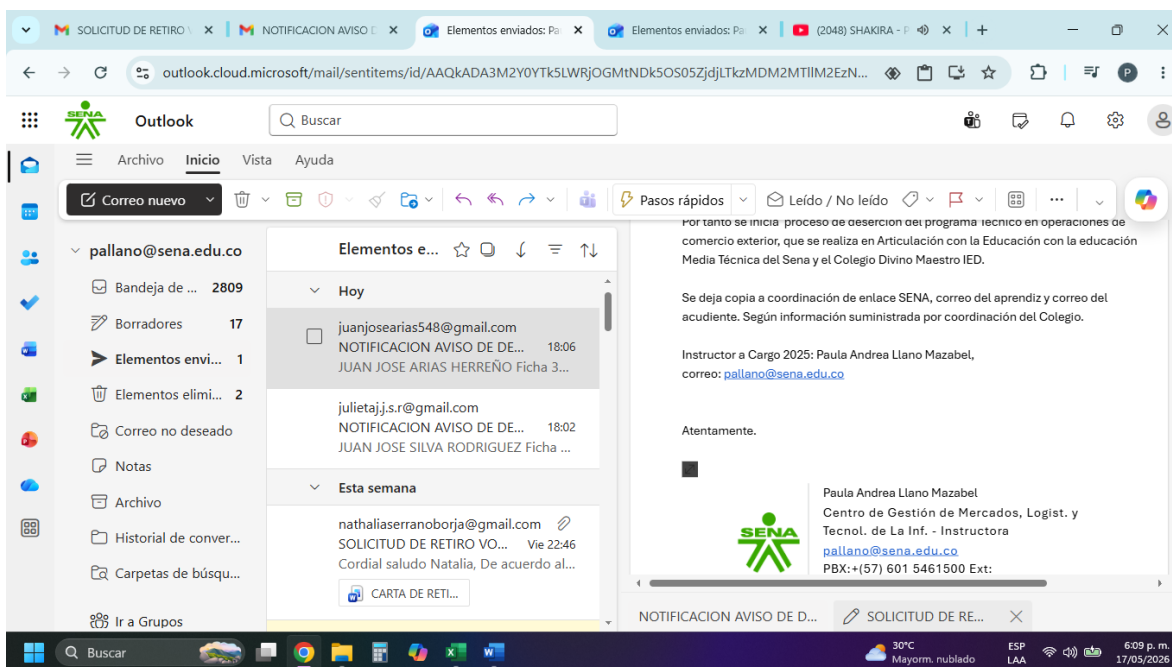 SOLICITUD DE RETIRO
NOTIFICACION AVISO D
Elementos enviados: Pa
Elementos enviados: Pa
(2048) SHAKIRA - P
outlook.cloud.microsoft/mail/sentitems/id/AAQkADA3M2Y0YTk5LWRjOGMtNDk5OS05ZjdjLTkzMDM2MTllM2EzN...
P
SENA
Outlook
Buscar
Archivo
Inicio
Vista
Ayuda
Correo nuevo
Pasos rápidos
Leído / No leído
pallano@sena.edu.co
Bandeja de ... 2809
Borradores 17
Elementos envi... 1
Elementos elimi... 2
Correo no deseado
Notas
Archivo
Historial de conver...
Carpetas de búsqu...
Ir a Grupos
Elementos e...
Hoy
juanjosearias548@gmail.com
NOTIFICACION AVISO DE DE... 18:06
JUAN JOSE ARIAS HERREÑO Ficha 3...
julietaj.j.s.r@gmail.com
NOTIFICACION AVISO DE DE... 18:02
JUAN JOSE SILVA RODRIGUEZ Ficha ...
Esta semana
nathaliaserranoborja@gmail.com
SOLICITUD DE RETIRO VO... Vie 22:46
Cordial saludo Natalia, De acuerdo al...
CARTA DE RETI...
Por tanto se inicia proceso de deserción del programa Técnico en operaciones de
comercio exterior, que se realiza en Articulación con la Educación con la educación
Media Técnica del Sena y el Colegio Divino Maestro IED.
Se deja copia a coordinación de enlace SENA, correo del aprendiz y correo del
acudiente. Según información suministrada por coordinación del Colegio.
Instructor a Cargo 2025: Paula Andrea Llano Mazabel,
correo: pallano@sena.edu.co
Atentamente.
SENA
Paula Andrea Llano Mazabel
Centro de Gestión de Mercados, Logist. y
Tecnol. de La Inf. - Instructora
pallano@sena.edu.co
PBX:+(57) 601 5461500 Ext:
NOTIFICACION AVISO DE D...
SOLICITUD DE RE...
Buscar
30°C
Mayorm. nublado
ESP
LAA
6:09 p. m.
17/05/2026